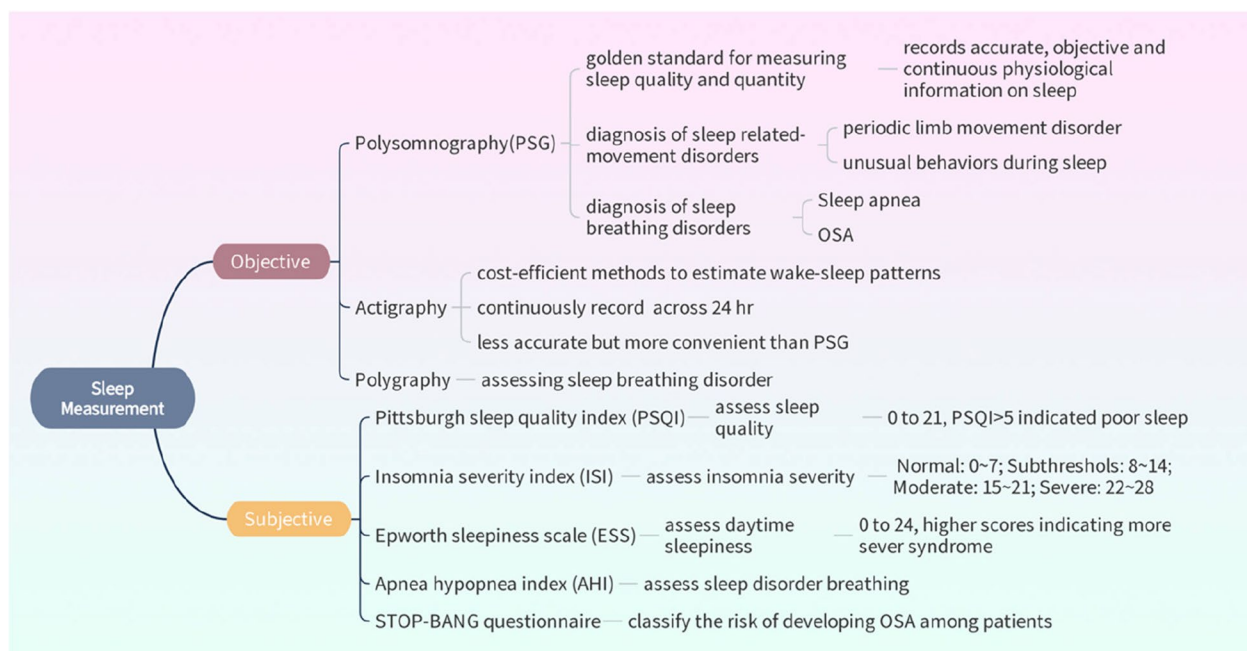 Sleep
Measurement
Objective
Polysomnography(PSG)
golden standard for measuring
sleep quality and quantity
records accurate, objective and
continuous physiological
information on sleep
diagnosis of sleep related-
movement disorders
periodic limb movement disorder
unusual behaviors during sleep
diagnosis of sleep
breathing disorders
Sleep apnea
OSA
Actigraphy
cost-efficient methods to estimate wake-sleep patterns
continuously record across 24 hr
less accurate but more convenient than PSG
Polygraphy
assessing sleep breathing disorder
Subjective
Pittsburgh sleep quality index (PSQI)
assess sleep
quality
0 to 21, PSQI>5 indicated poor sleep
Insomnia severity index (ISI)
assess insomnia severity
Normal: 0~7; Subthreshols: 8~14;
Moderate: 15~21; Severe: 22~28
Epworth sleepiness scale (ESS)
assess daytime
sleepiness
0 to 24, higher scores indicating more
sever syndrome
Apnea hypopnea index (AHI)
assess sleep disorder breathing
STOP-BANG questionnaire
classify the risk of developing OSA among patients